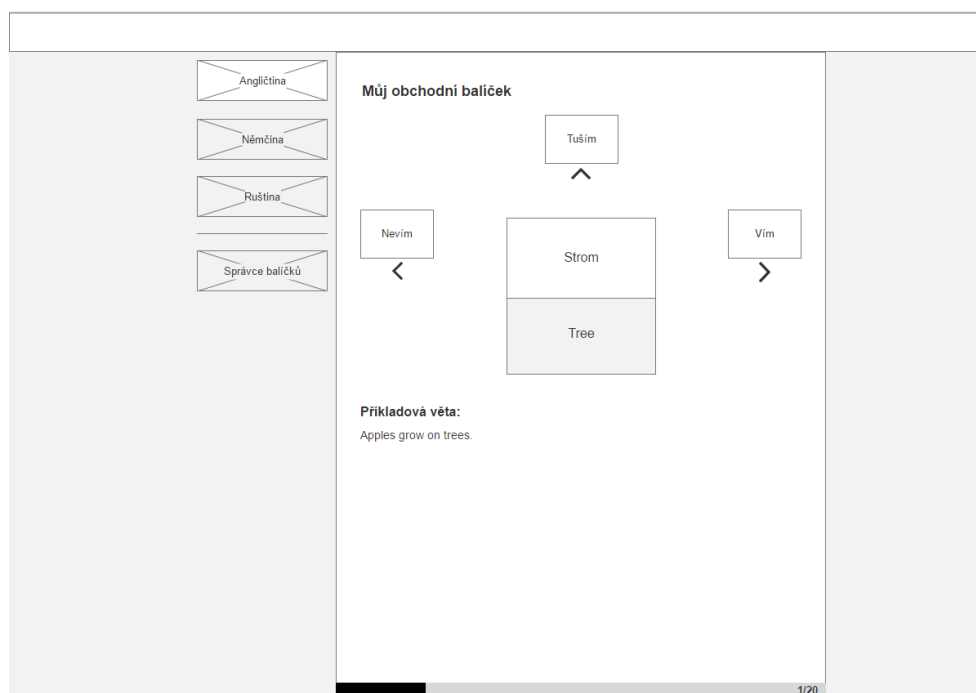 Angličtina
Němčina
Ruština
Správce balíčků
Můj obchodní balíček
Tuším
Nevím
Vím
Strom
Tree
Příkladová věta:
Apples grow on trees.
1/20